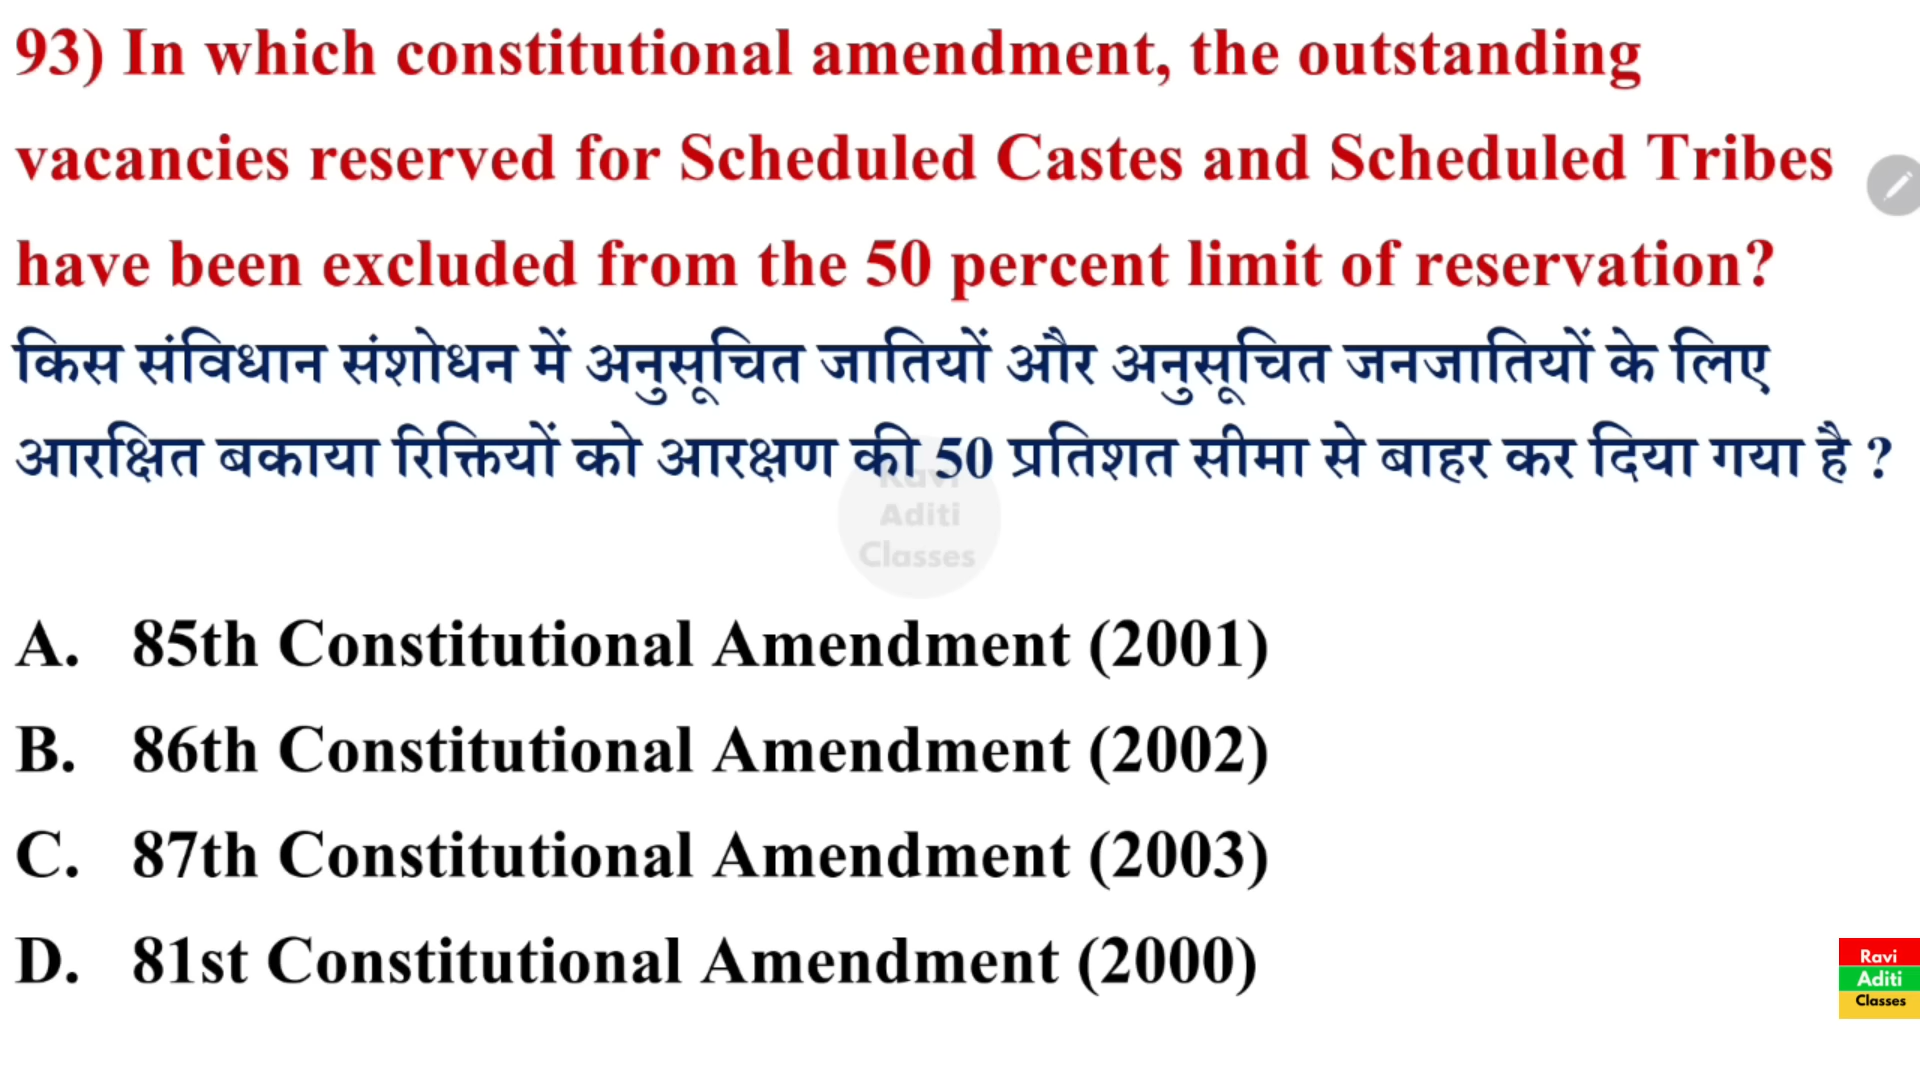 93) In which constitutional amendment, the outstanding
vacancies reserved for Scheduled Castes and Scheduled Tribes
have been excluded from the 50 percent limit of reservation?
किस संविधान संशोधन में अनुसूचित जातियों और अनुसूचित जनजातियों के लिए
आरक्षित बकाया रिक्तियों को आरक्षण की 50 प्रतिशत सीमा से बाहर कर दिया गया है ?
Ravi
Aditi
Classes
A. 85th Constitutional Amendment (2001)
B. 86th Constitutional Amendment (2002)
C. 87th Constitutional Amendment (2003)
D. 81st Constitutional Amendment (2000)
Ravi
Aditi
Classes